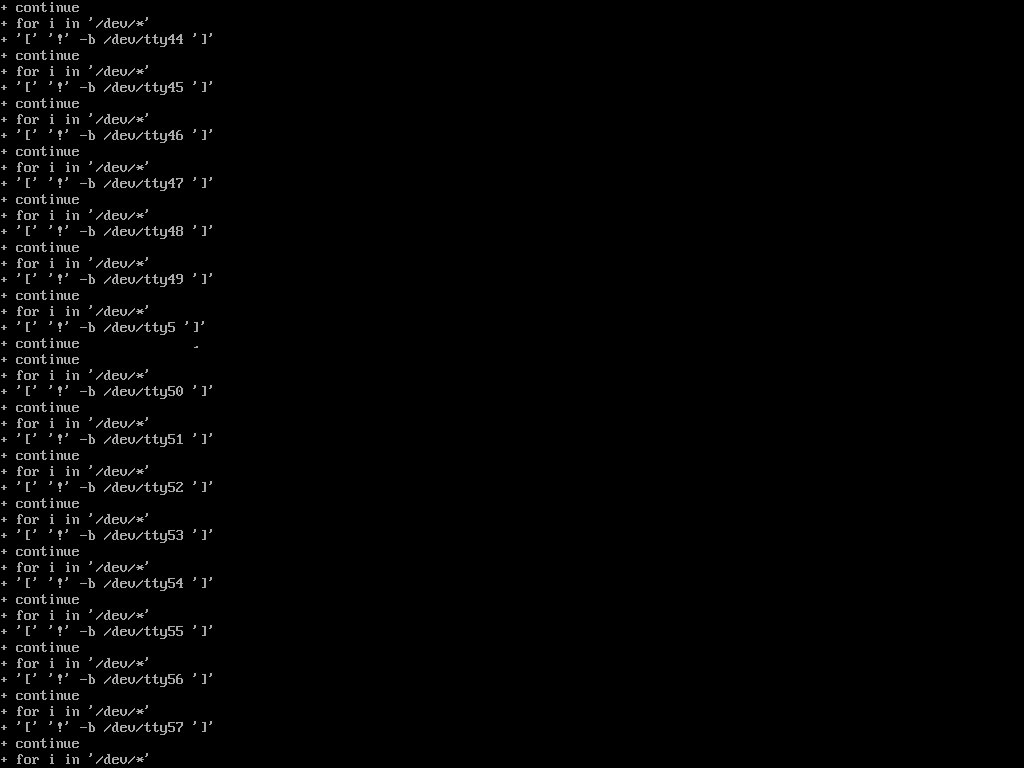 + continue
+ for i in '/dev/*'
+ '[' '!' -b /dev/tty44 ']'
+ continue
+ for i in '/dev/*'
+ '[' '!' -b /dev/tty45 ']'
+ continue
+ for i in '/dev/*'
+ '[' '!' -b /dev/tty46 ']'
+ continue
+ for i in '/dev/*'
+ '[' '!' -b /dev/tty47 ']'
+ continue
+ for i in '/dev/*'
+ '[' '!' -b /dev/tty48 ']'
+ continue
+ for i in '/dev/*'
+ '[' '!' -b /dev/tty49 ']'
+ continue
+ for i in '/dev/*'
+ '[' '!' -b /dev/tty5 ']'
+ continue
+ continue
+ for i in '/dev/*'
+ '[' '!' -b /dev/tty50 ']'
+ continue
+ for i in '/dev/*'
+ '[' '!' -b /dev/tty51 ']'
+ continue
+ for i in '/dev/*'
+ '[' '!' -b /dev/tty52 ']'
+ continue
+ for i in '/dev/*'
+ '[' '!' -b /dev/tty53 ']'
+ continue
+ for i in '/dev/*'
+ '[' '!' -b /dev/tty54 ']'
+ continue
+ for i in '/dev/*'
+ '[' '!' -b /dev/tty55 ']'
+ continue
+ for i in '/dev/*'
+ '[' '!' -b /dev/tty56 ']'
+ continue
+ for i in '/dev/*'
+ '[' '!' -b /dev/tty57 ']'
+ continue
+ for i in '/dev/*'